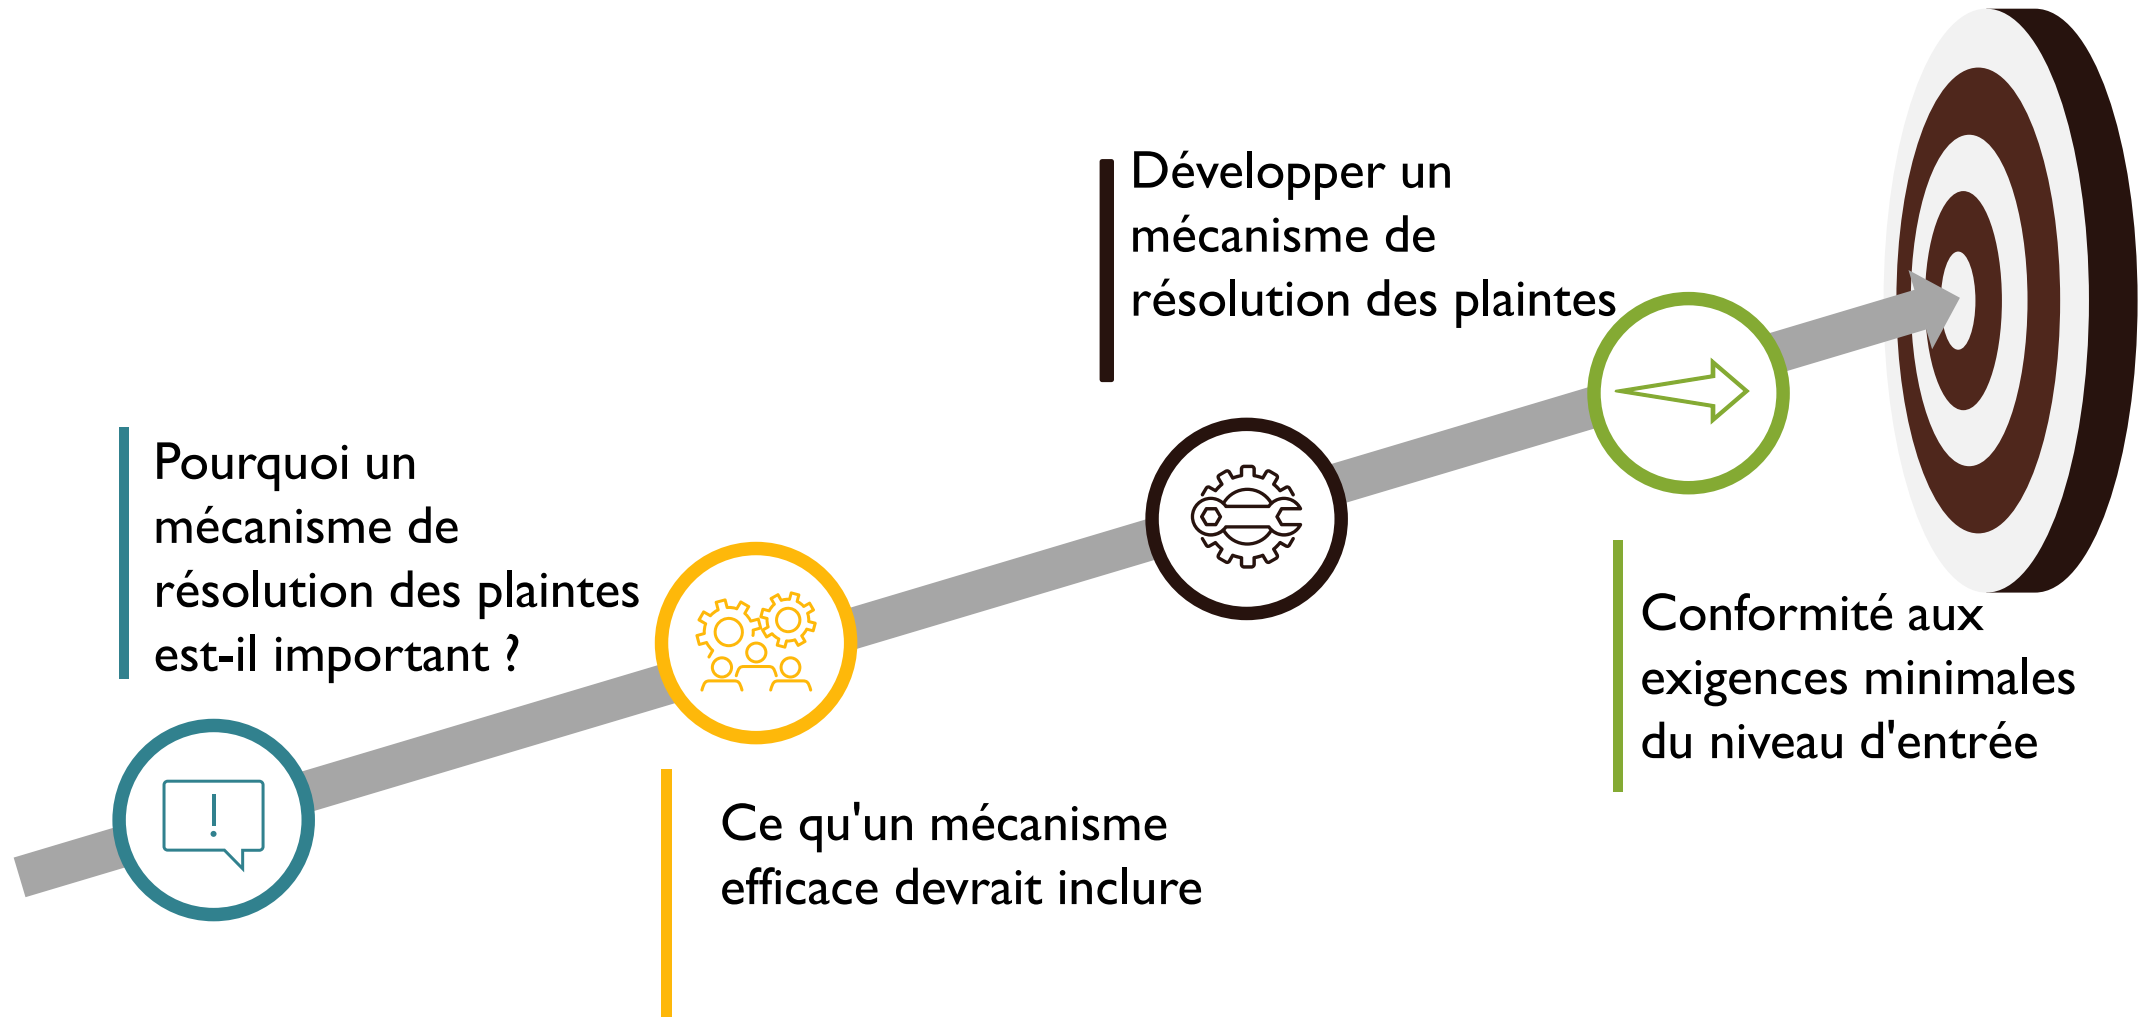 Pourquoi un
mécanisme de
résolution des plaintes
est-il important ?
Ce qu'un mécanisme
efficace devrait inclure
Développer un
mécanisme de
résolution des plaintes
Conformité aux
exigences minimales
du niveau d'entrée